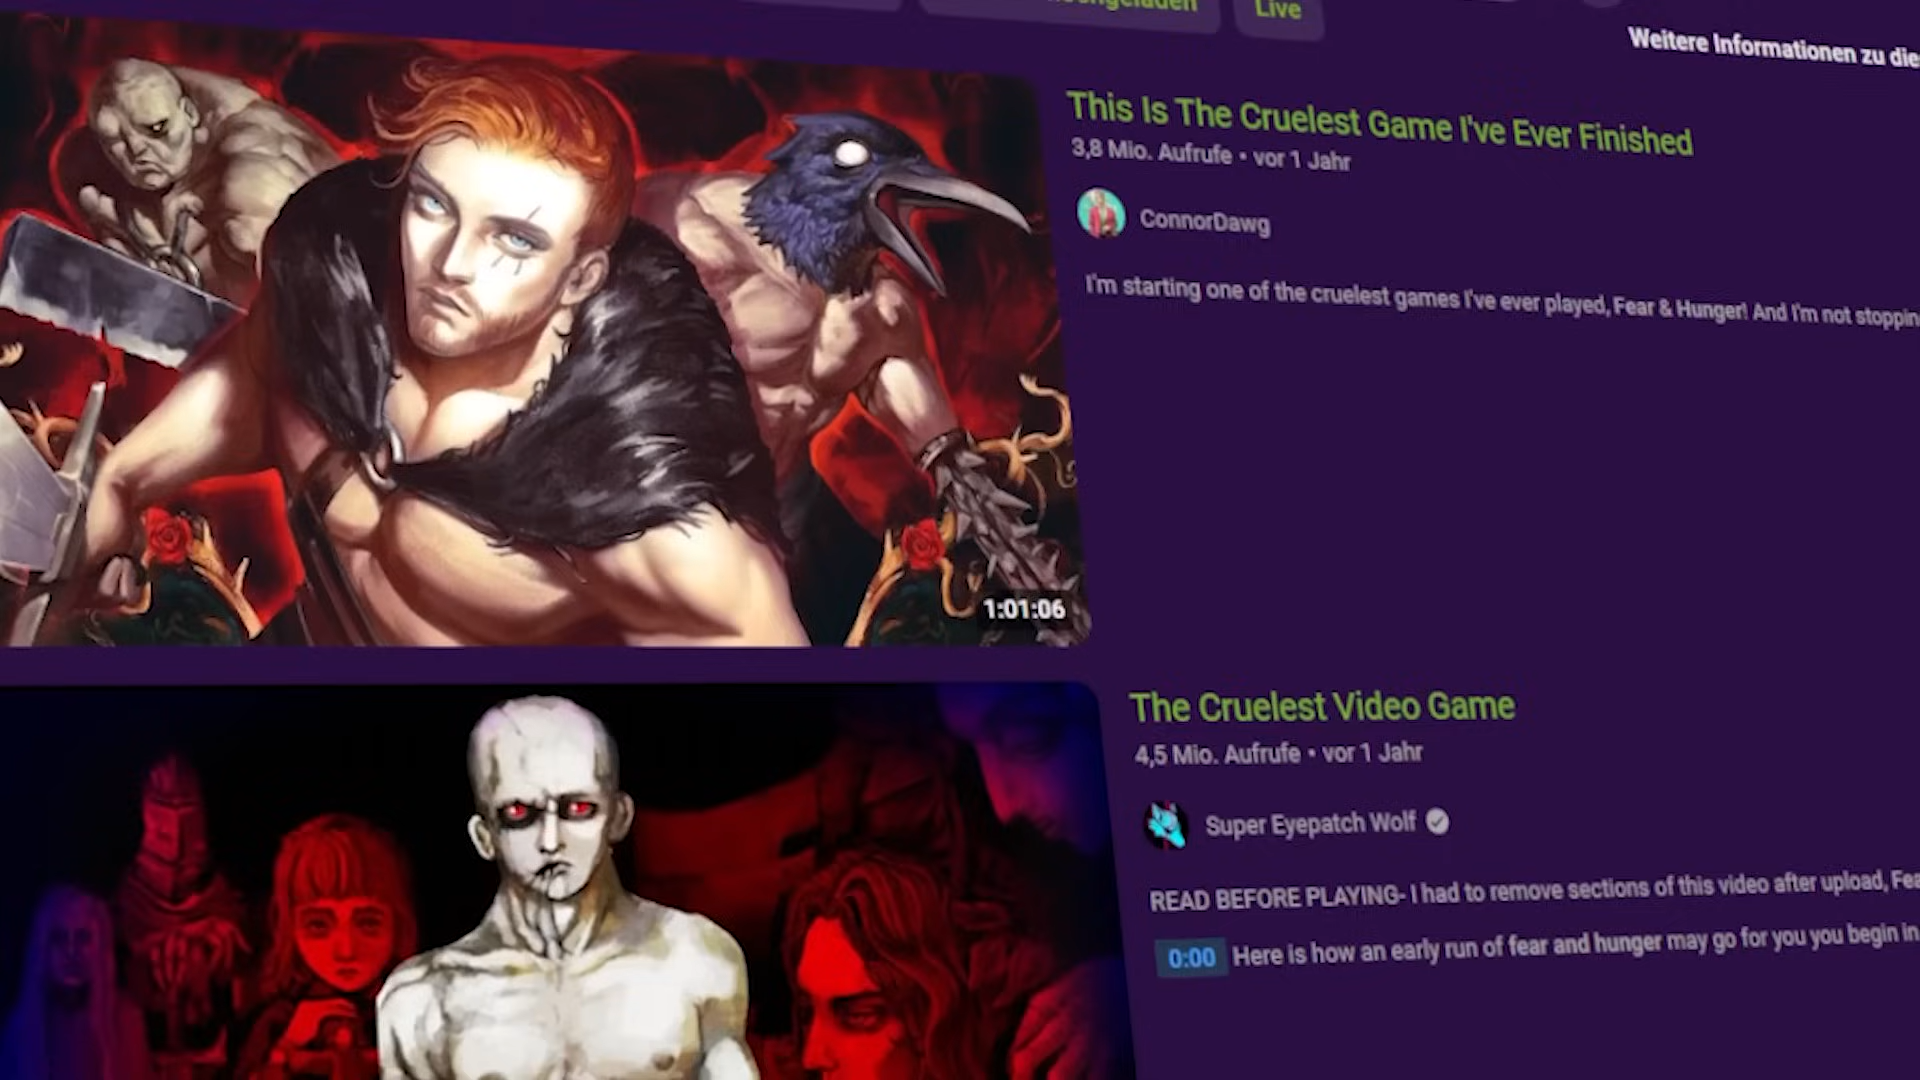 Live
Weitere Informationen zu
This Is The Cruelest Game I've Ever Finished
3,8 Mio. Aufrufe • vor 1 Jahr
ConnorDawg
I'm starting one of the cruelest games I've ever played, Fear & Hunger! And I'm not
1:01:06
The Cruelest Video Game
4,5 Mio. Aufrufe • vor 1 Jahr
Super Eyepatch Wolf
READ BEFORE PLAYING- I had to remove sections of this video after upload,
0:00 Here is how an early run of fear and hunger may go for you you begin in